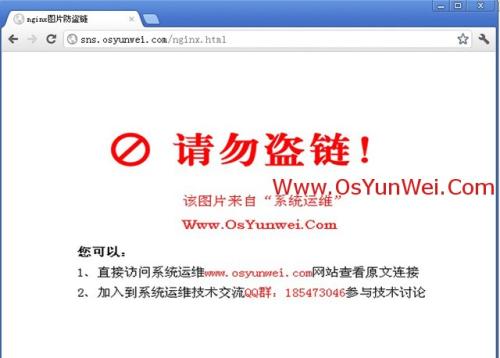 nginx图片防盗链
sns.osyunwei.com/nginx.html
请勿盗链!
该图片来自“系统运维”
Www.OsYunWei.Com
Www.OsYunWei.Com
您可以:
1、直接访问系统运维www.osyunwei.com网站查看原文连接
2、加入到系统运维技术交流QQ群:185473046参与技术讨论